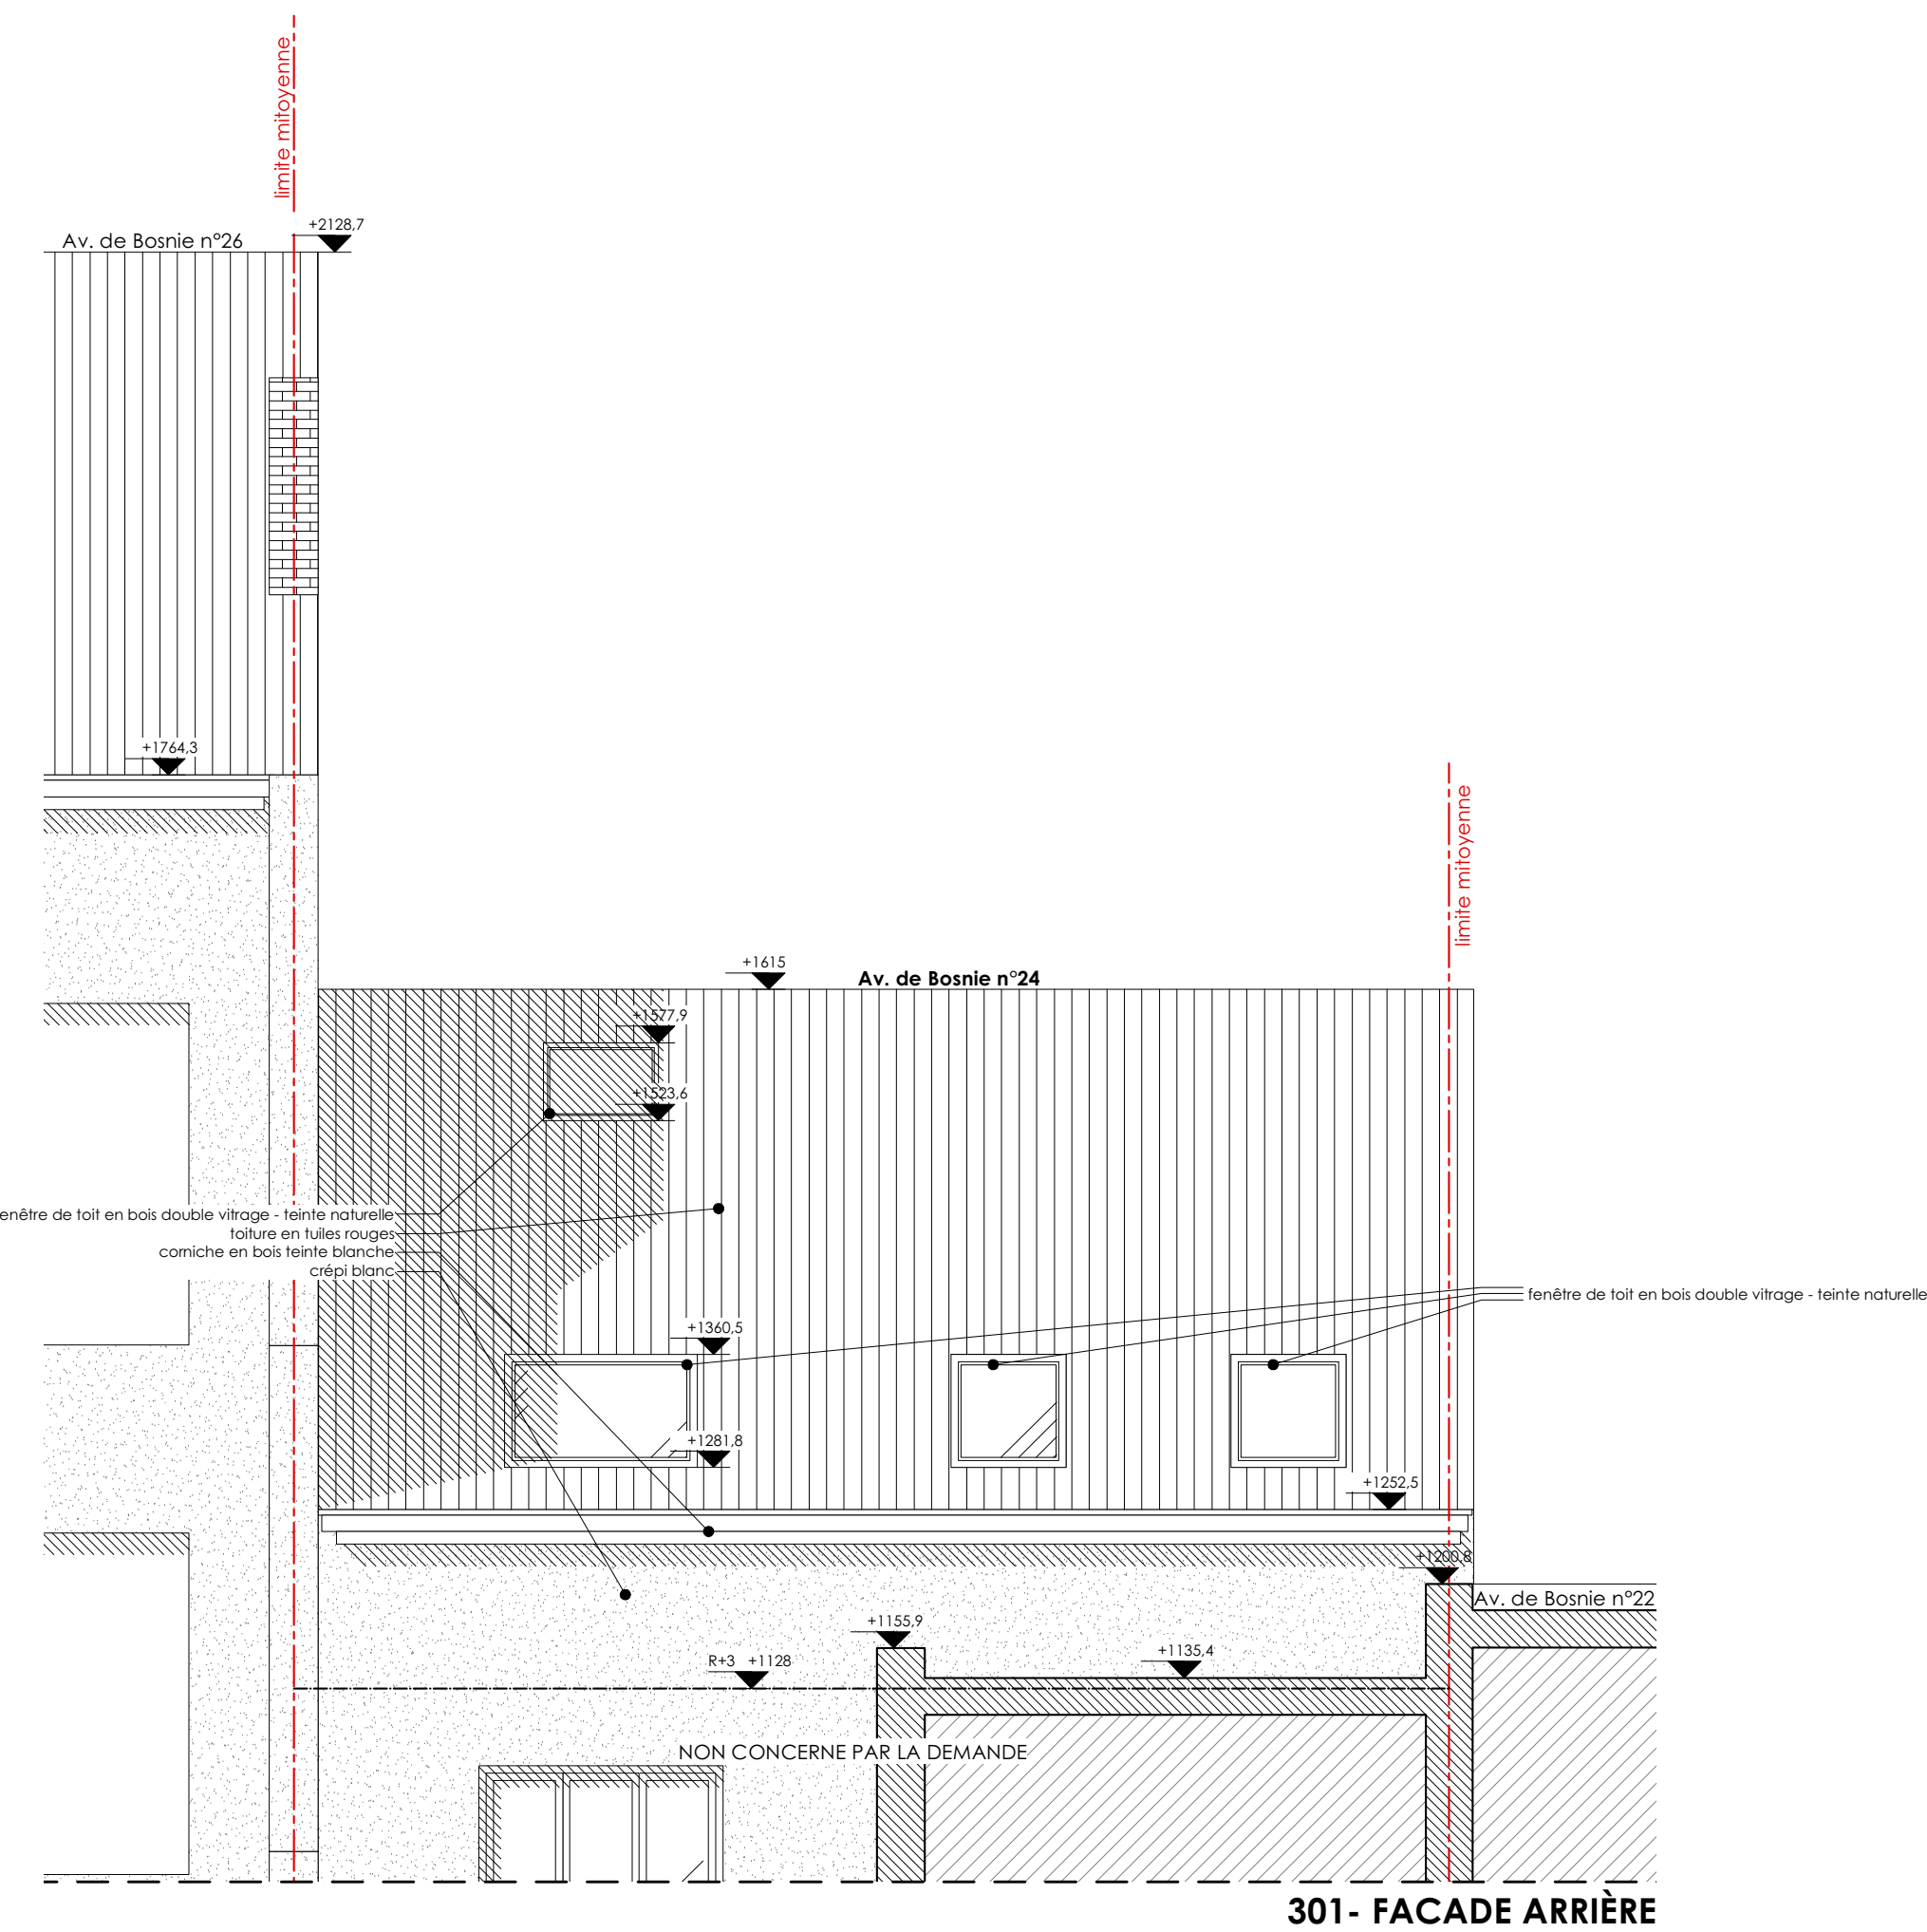 limite mitoyenne
+2128,7
Av. de Bosnie n°26
+1764,3
limite mitoyenne
+1615
Av. de Bosnie n°24
+1577,9
+1523,6
enêtre de toit en bois double vitrage - teinte naturelle
toiture en tuiles rouges
corniche en bois teinte blanche
crépi blanc
fenêtre de toit en bois double vitrage - teinte naturelle
+1360,5
+1281,8
+1252,5
+1200,8
Av. de Bosnie n°22
+1155,9
+1135,4
R+3 +1128
NON CONCERNE PAR LA DEMANDE
301- FACADE ARRIÈRE